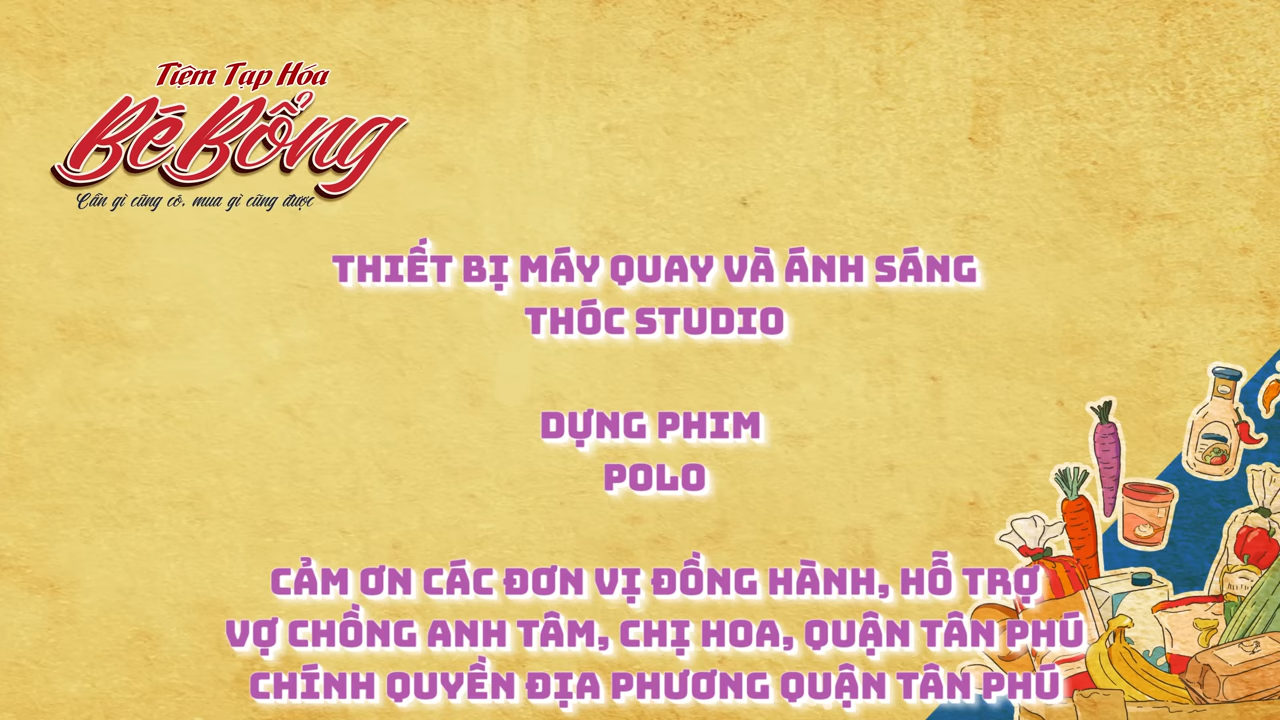 Tiệm Tạp Hóa
Bé Bổng
Cần gì cũng có, mua gì cũng được
THIẾT BỊ MÁY QUAY VÀ ÁNH SÁNG
THÓC STUDIO
DỰNG PHIM
POLO
CẢM ƠN CÁC ĐƠN VỊ ĐỒNG HÀNH, HỖ TRỢ
VỢ CHỒNG ANH TÂM, CHỊ HOA, QUẬN TÂN PHÚ
CHÍNH QUYỀN ĐỊA PHƯƠNG QUẬN TÂN PHÚ